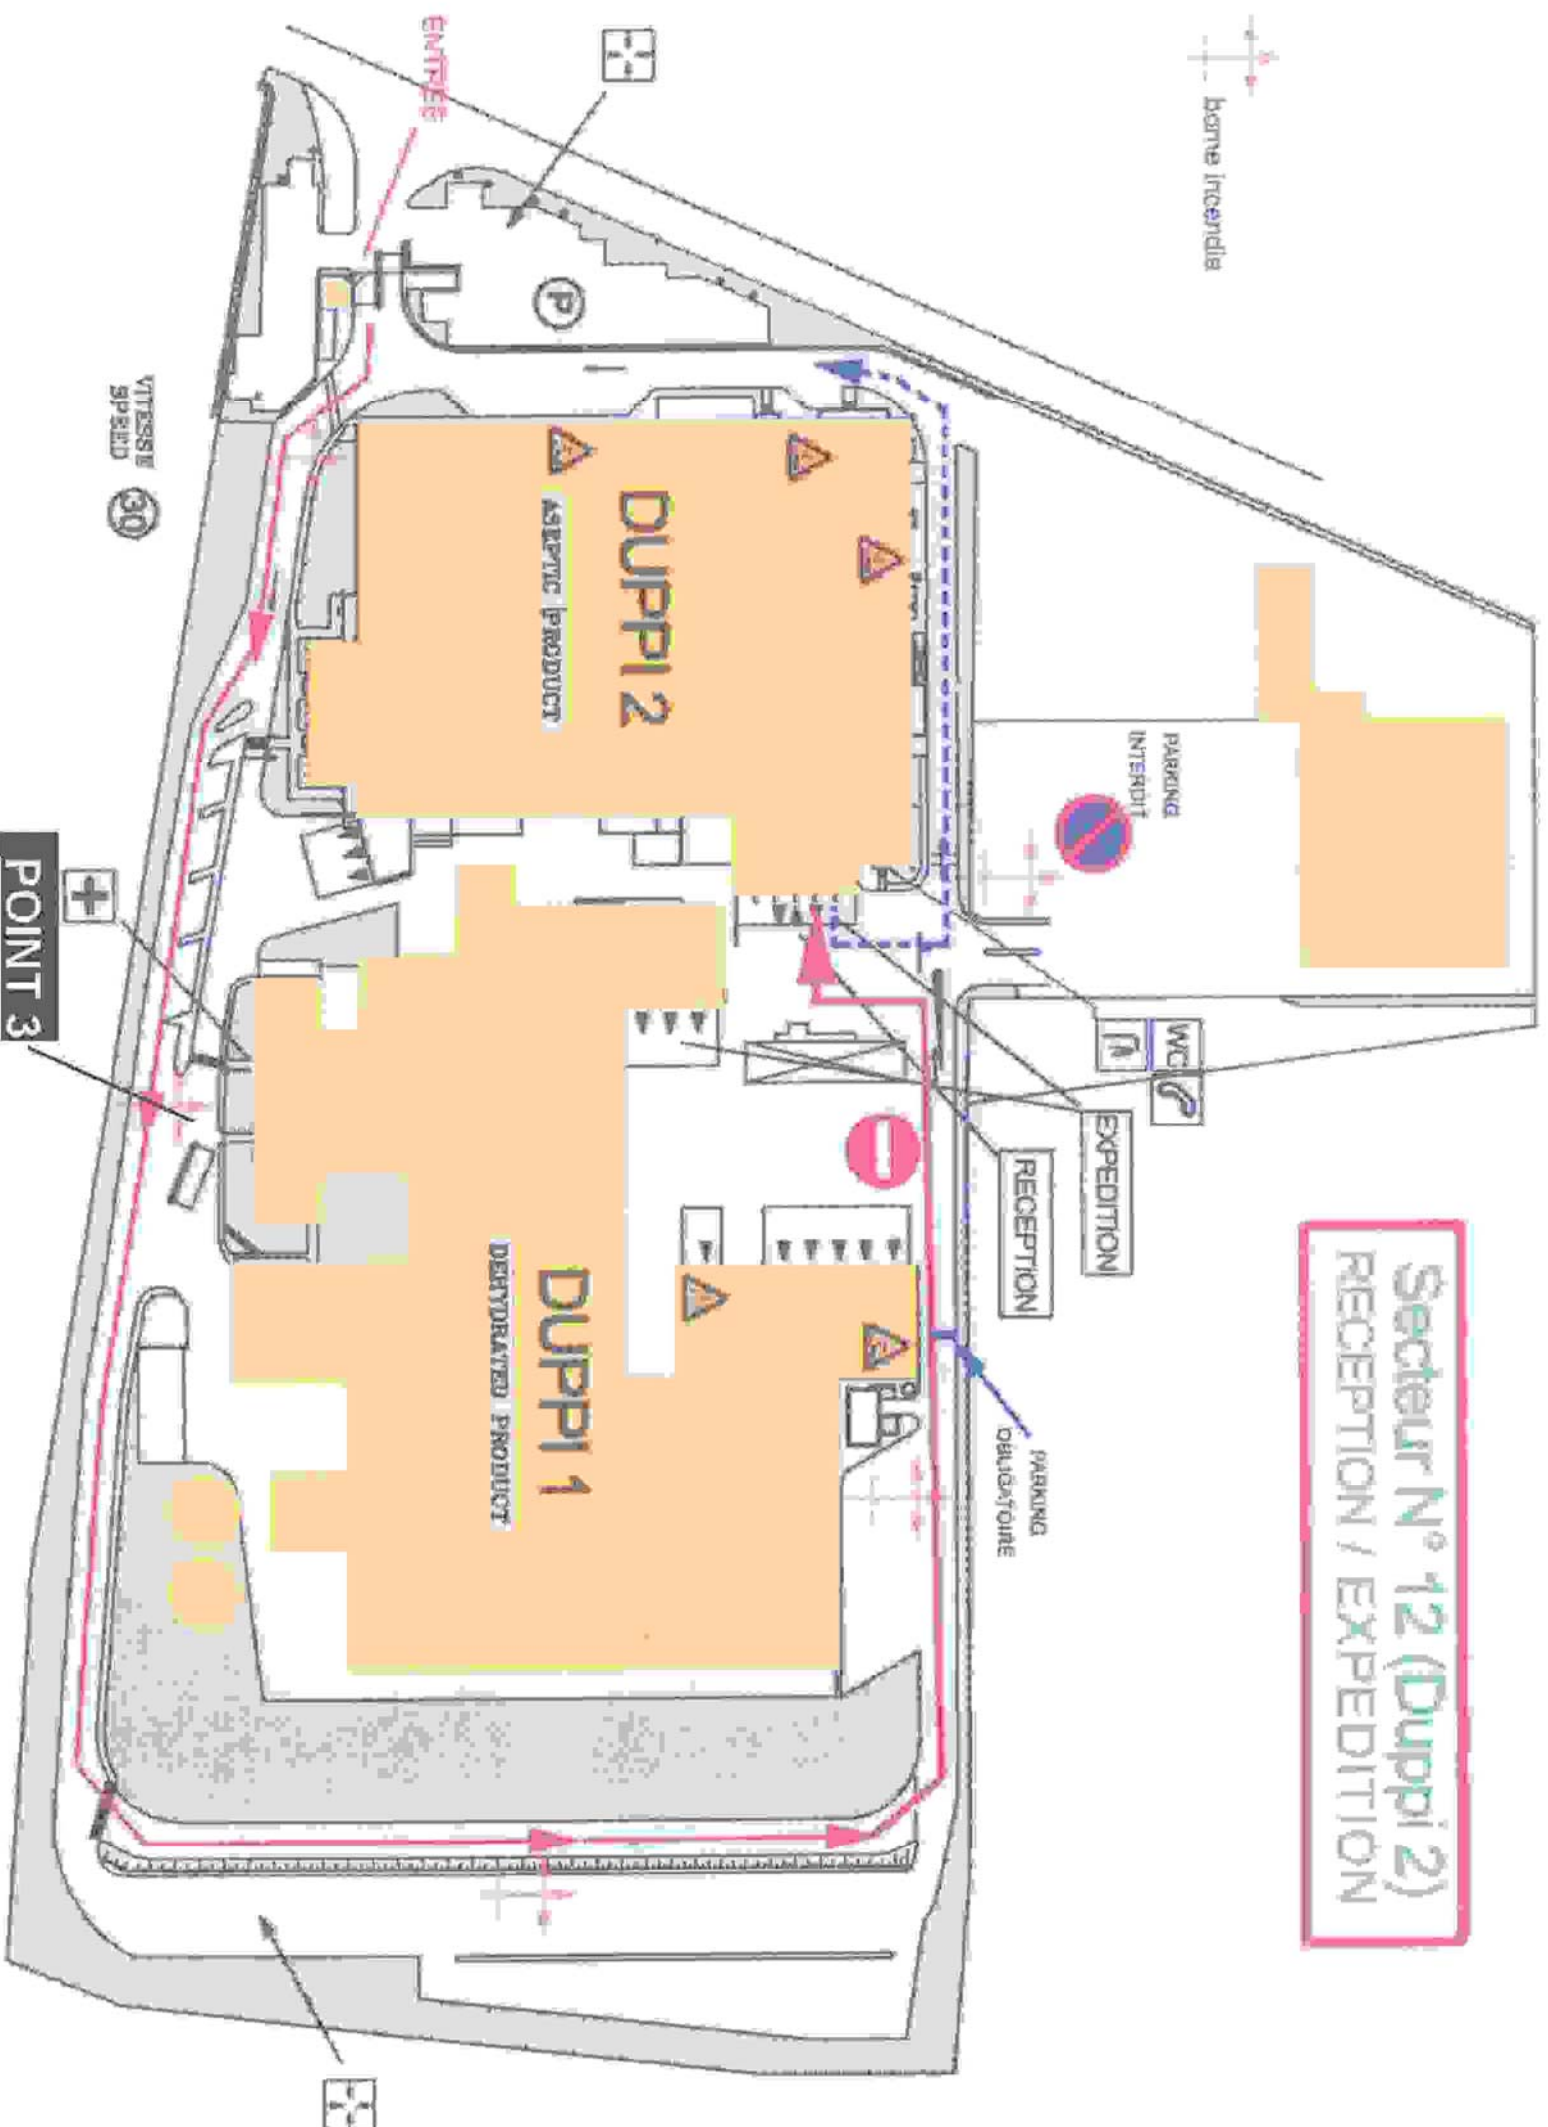 Secteur N° 12 (Duppi 2)
RECEPTION / EXPEDITION
borne incendie
ENTREE
P
VITESSE
SPEED
30
DUPPI 2
ASEPTIC PRODUCT
PARKING
INTERDIT
WC
EXPEDITION
RECEPTION
PARKING
OBLIGATOIRE
DUPPI 1
DEHYDRATED PRODUCT
POINT 3